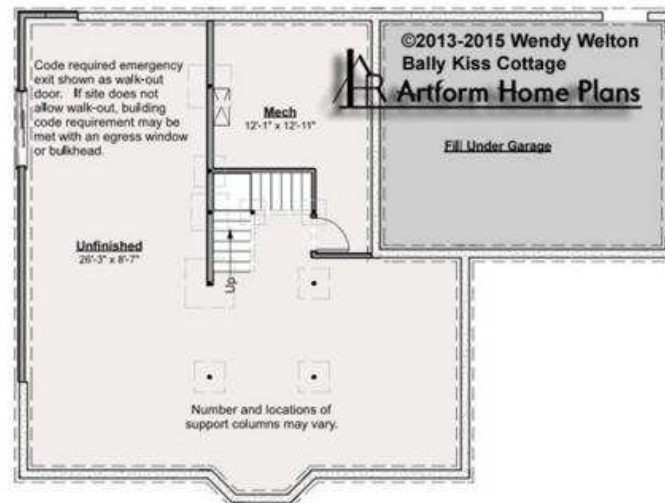 ©2013-2015 Wendy Welton
Bally Kiss Cottage
Artform Home Plans
Code required emergency
exit shown as walk-out
door. If site does not
allow walk-out, building
code requirement may be
met with an egress window
or bulkhead.
Mech
12'-1" x 12'-11"
Fill Under Garage
Unfinished
26'-3" x 8'-7"
Up
Number and locations of
support columns may vary.